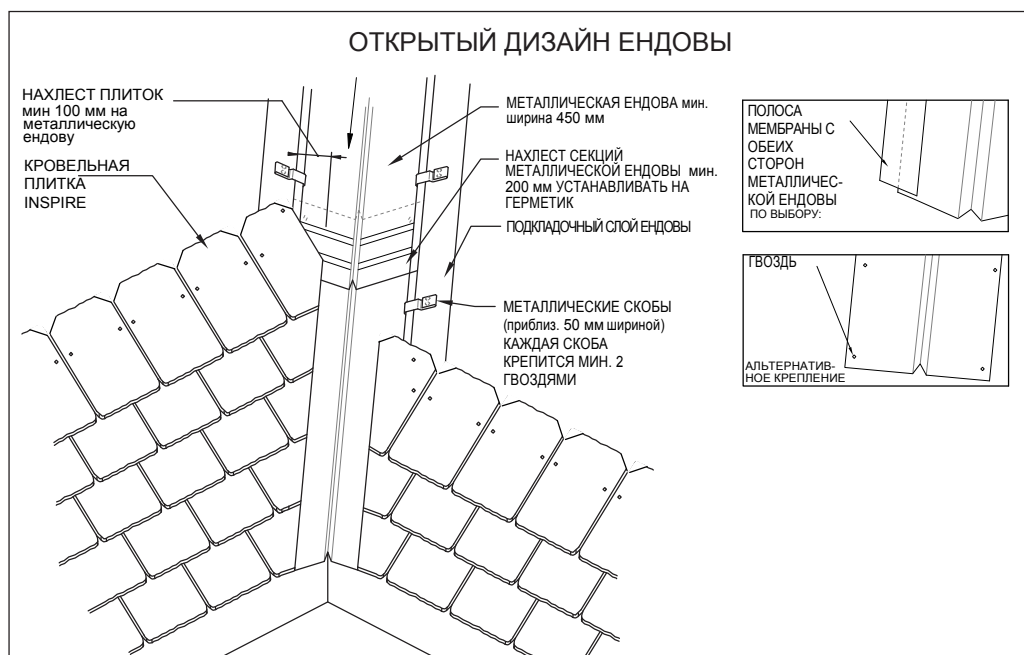 ОТКРЫТЫЙ ДИЗАЙН ЕНДОВЫ
НАХЛЕСТ ПЛИТОК
мин 100 мм на
металлическую
ендову
КРОВЕЛЬНАЯ
ПЛИТКА
INSPIRE
МЕТАЛЛИЧЕСКАЯ ЕНДОВА мин.
ширина 450 мм
НАХЛЕСТ СЕКЦИЙ
МЕТАЛЛИЧЕСКОЙ ЕНДОВЫ мин.
200 мм УСТАНАВЛИВАТЬ НА
ГЕРМЕТИК
ПОДКЛАДОЧНЫЙ СЛОЙ ЕНДОВЫ
МЕТАЛЛИЧЕСКИЕ СКОБЫ
(приблиз. 50 мм шириной)
КАЖДАЯ СКОБА
КРЕПИТСЯ МИН. 2
ГВОЗДЯМИ
ПОЛОСА
МЕМБРАНЫ С
ОБЕИХ
СТОРОН
МЕТАЛЛИЧЕС-
КОЙ ЕНДОВЫ
ПО ВЫБОРУ:
ГВОЗДЬ
АЛЬТЕРНАТИВ-
НОЕ КРЕПЛЕНИЕ